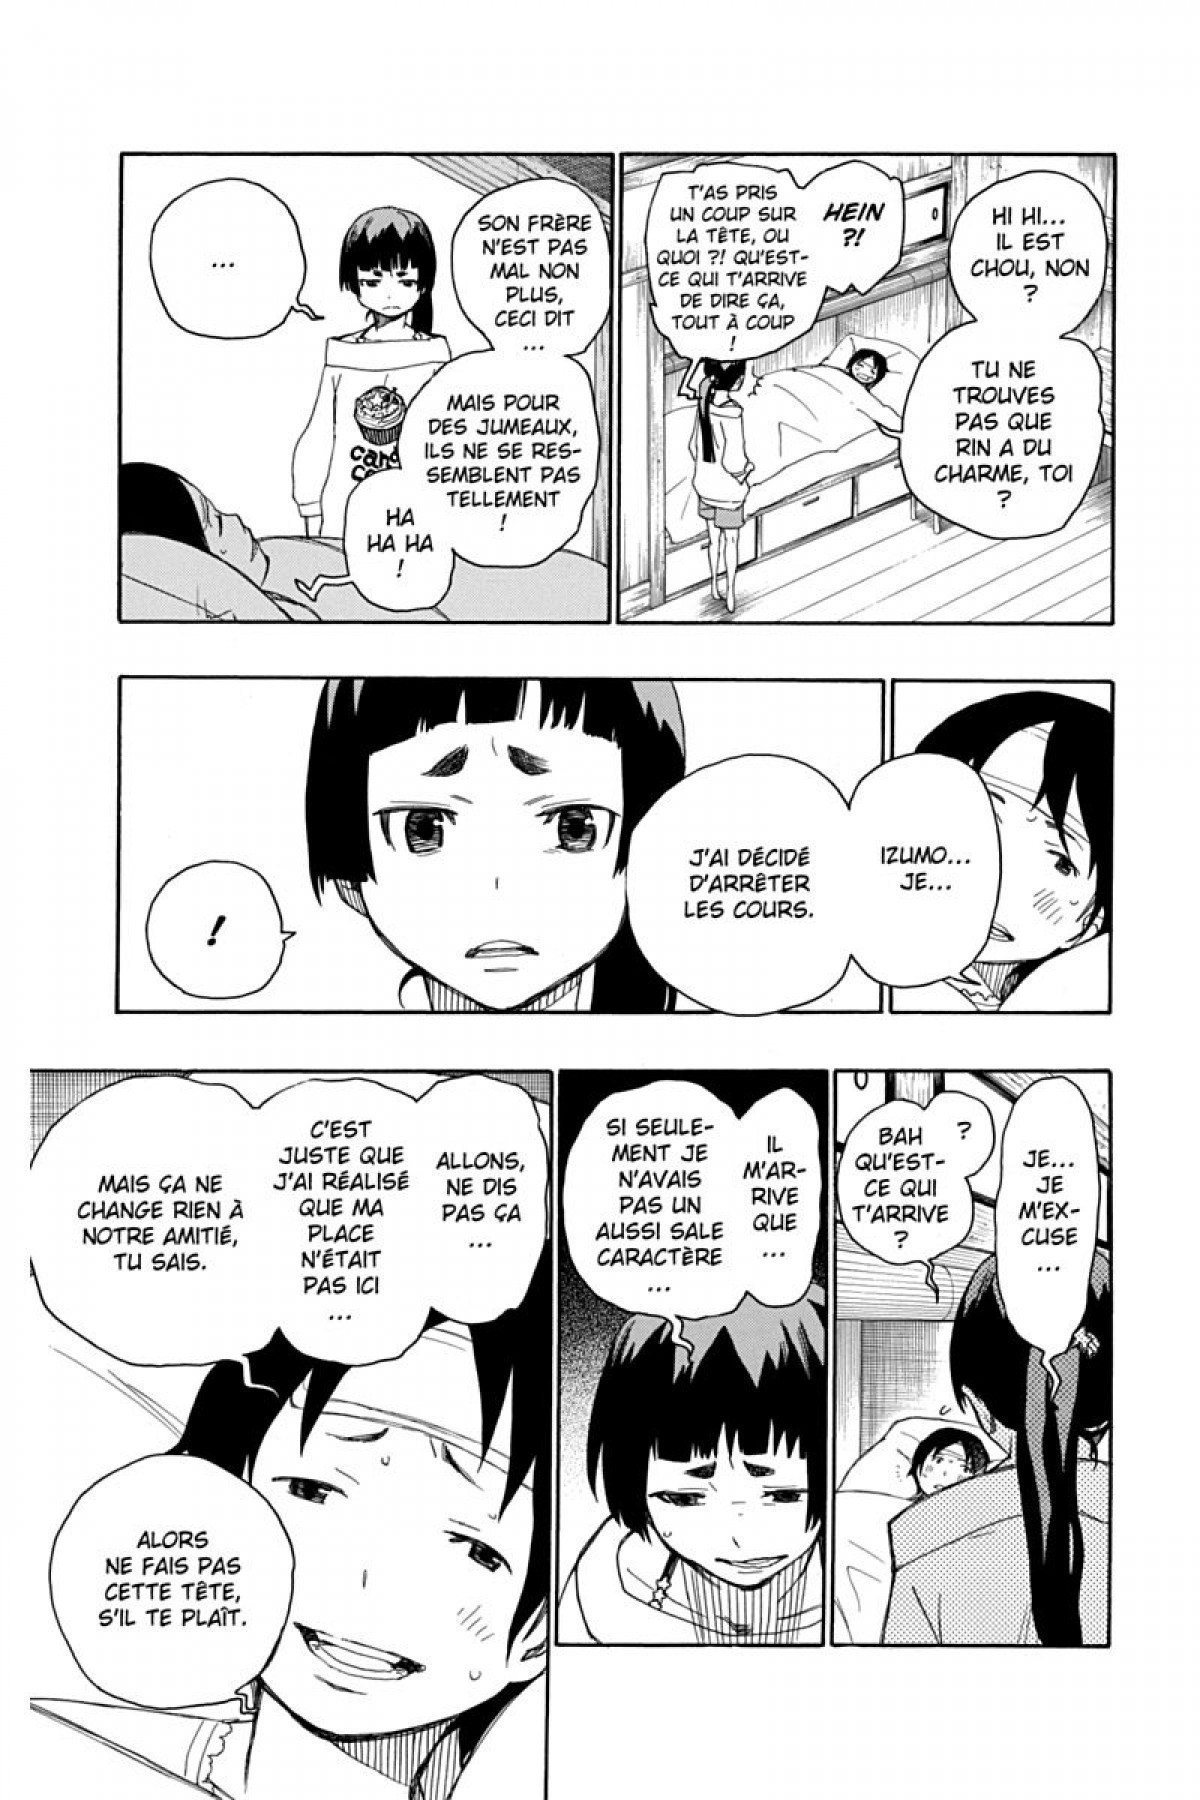 HI HI...
IL EST
CHOU, NON
?
TU NE
TROUVES
PAS QUE
RIN A DU
CHARME, TOI
?
HEIN
?!
T'AS PRIS
UN COUP SUR
LA TÊTE, OU
QUOI ?! QU'EST-
CE QUI T'ARRIVE
DE DIRE ÇA,
TOUT À COUP
!
SON FRÈRE
N'EST PAS
MAL NON
PLUS,
CECI DIT
...
MAIS POUR
DES JUMEAUX,
ILS NE SE RES-
SEMBLENT PAS
TELLEMENT
!
HA
HA HA
!
...
IZUMO...
JE...
J'AI DÉCIDÉ
D'ARRÊTER
LES COURS.
!
JE...
JE
M'EX-
CUSE
...
?
BAH
QU'EST-
CE QUI
T'ARRIVE
?
IL
M'AR-
RIVE
QUE
...
SI SEULE-
MENT JE
N'AVAIS
PAS UN
AUSSI SALE
CARACTÈRE
...
ALLONS,
NE DIS
PAS ÇA
...
C'EST
JUSTE QUE
J'AI RÉALISÉ
QUE MA
PLACE
N'ÉTAIT
PAS ICI
...
MAIS ÇA NE
CHANGE RIEN À
NOTRE AMITIÉ,
TU SAIS.
ALORS
NE FAIS PAS
CETTE TÊTE,
S'IL TE PLAÎT.